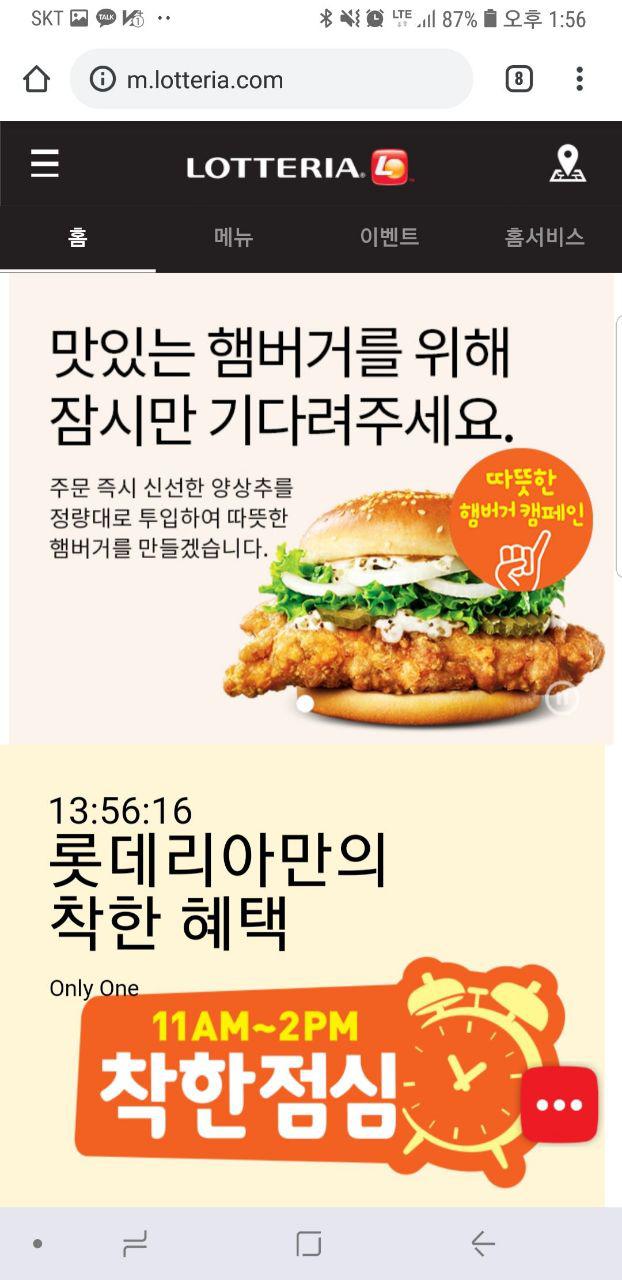 SKT TALK LTE 87% 오후 1:56
m.lotteria.com 8
LOTTERIA
홈 메뉴 이벤트 홈서비스
맛있는 햄버거를 위해
잠시만 기다려주세요.
따뜻한
햄버거 캠페인
주문 즉시 신선한 양상추를
정량대로 투입하여 따뜻한
햄버거를 만들겠습니다.
13:56:16
롯데리아만의
착한 혜택
Only One
11AM~2PM
착한점심